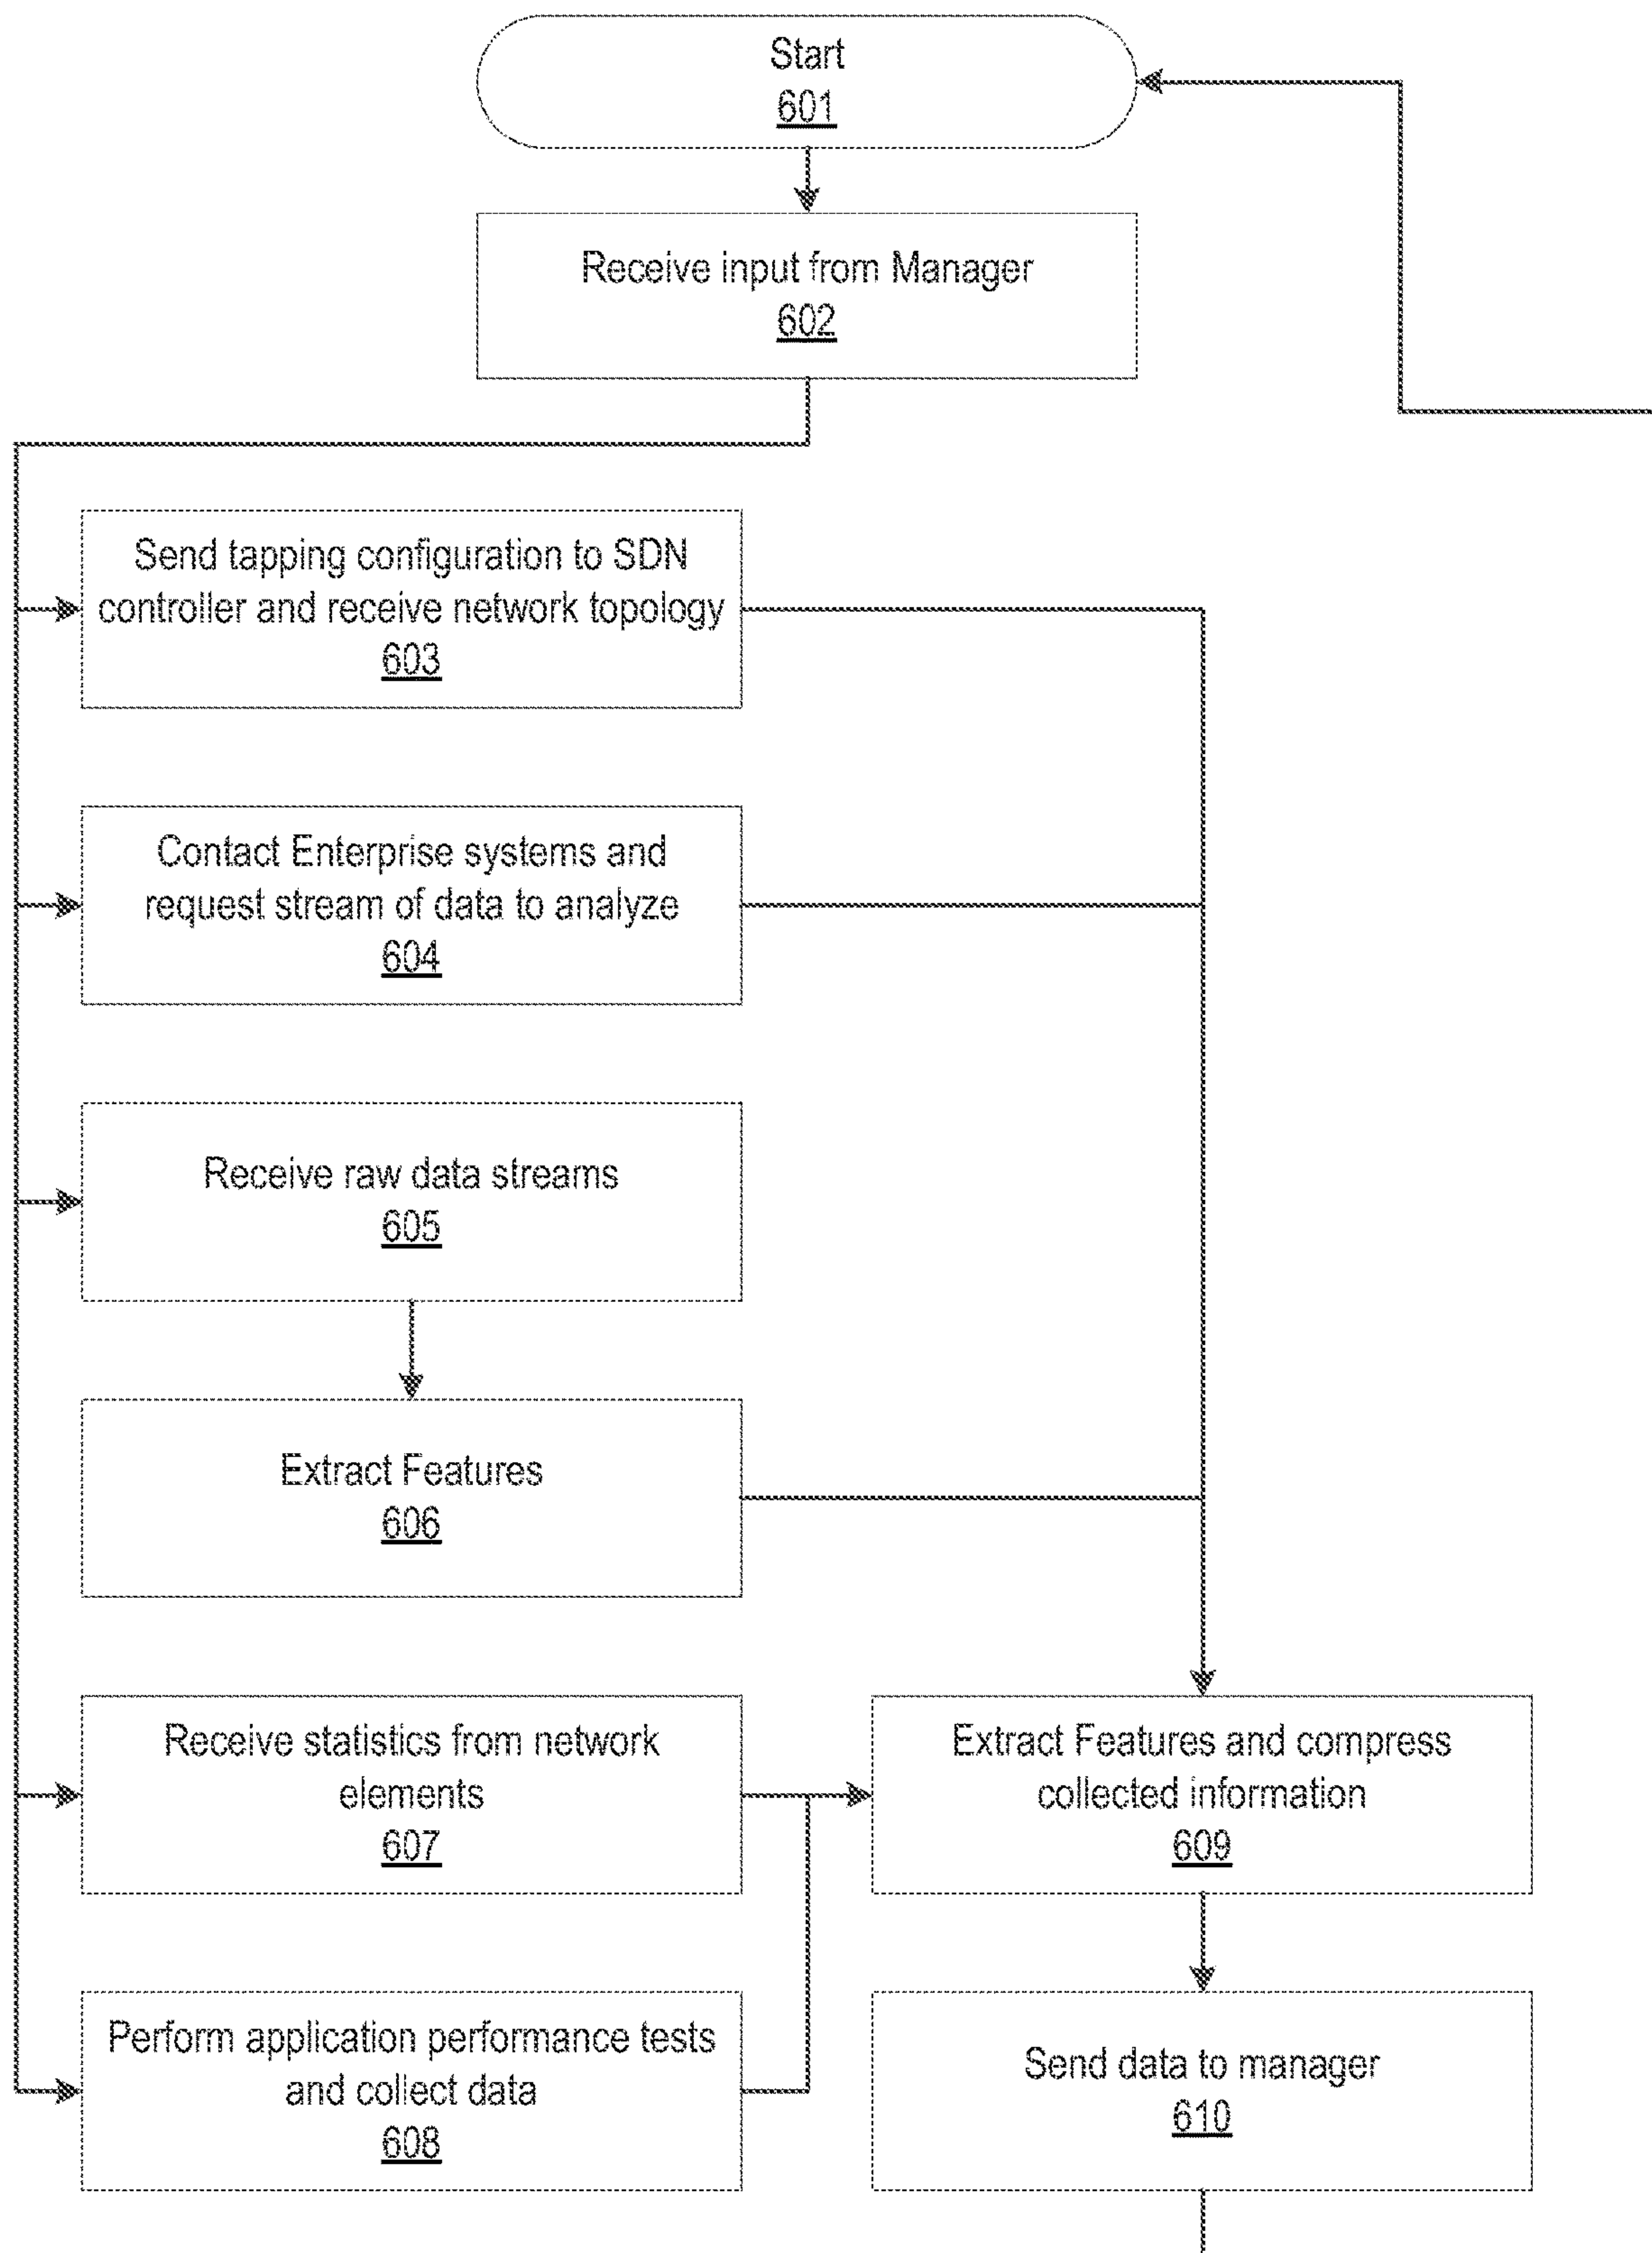 Start
601
Receive input from Manager
602
Send tapping configuration to SDN
controller and receive network topology
603
Contact Enterprise systems and
request stream of data to analyze
604
Receive raw data streams
605
Extract Features
606
Receive statistics from network
elements
607
Extract Features and compress
collected information
609
Perform application performance tests
and collect data
608
Send data to manager
610